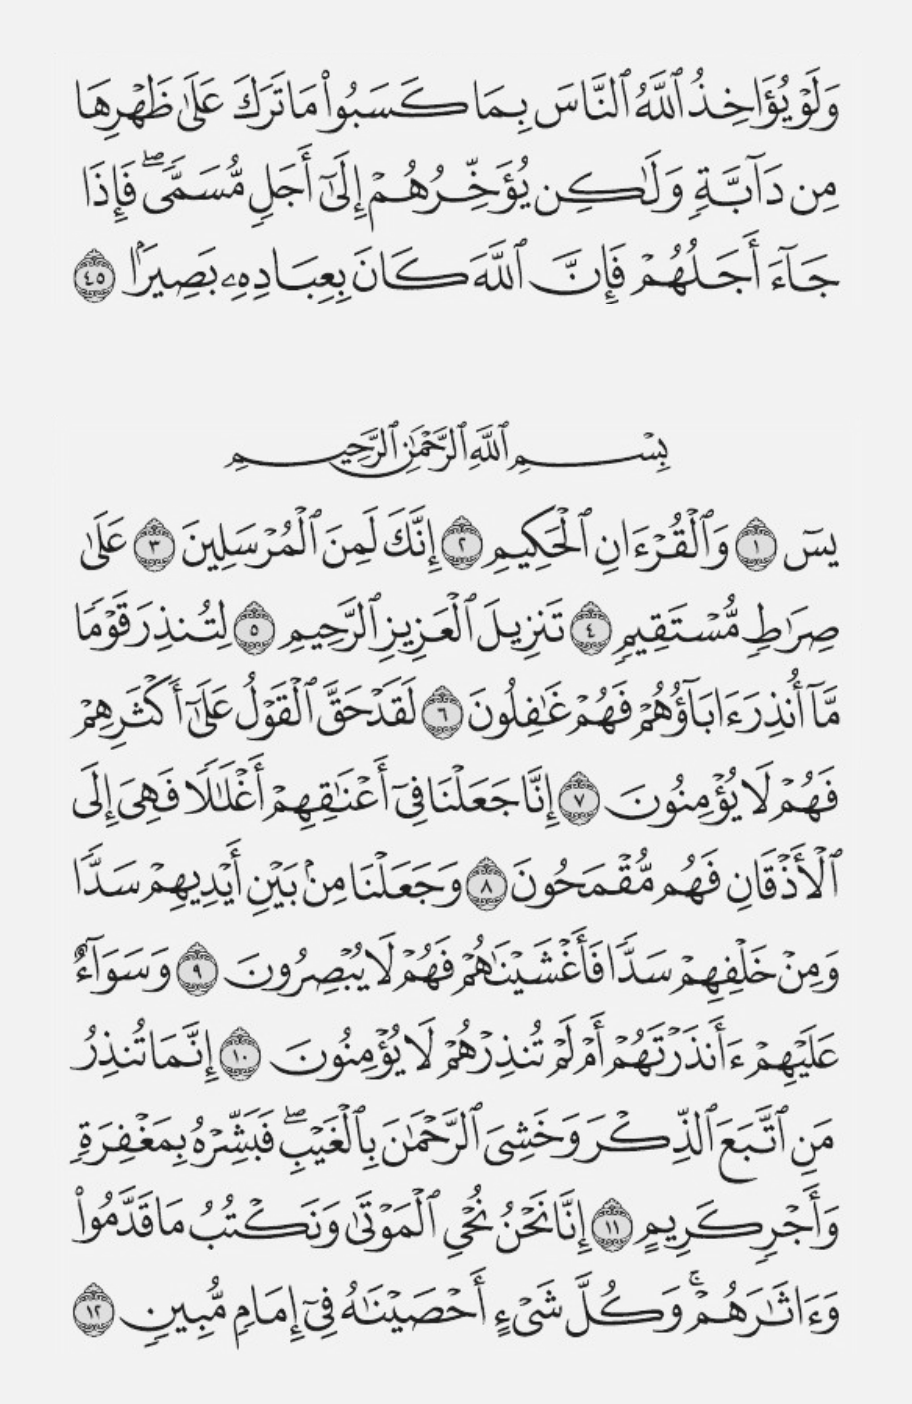 وَلَوۡ يُؤَاخِذُ ٱللَّهُ ٱلنَّاسَ بِمَا كَسَبُواْ مَا تَرَكَ عَلَىٰ ظَهۡرِهَا
مِن دَآبَّةٖ وَلَٰكِن يُؤَخِّرُهُمۡ إِلَىٰٓ أَجَلٖ مُّسَمّٗىۖ فَإِذَا
جَآءَ أَجَلُهُمۡ فَإِنَّ ٱللَّهَ كَانَ بِعِبَادِهِۦ بَصِيرَۢا ٤٥
بِسۡمِ ٱللَّهِ ٱلرَّحۡمَٰنِ ٱلرَّحِيمِ
يسٓ ١ وَٱلۡقُرۡءَانِ ٱلۡحَكِيمِ ٢ إِنَّكَ لَمِنَ ٱلۡمُرۡسَلِينَ ٣ عَلَىٰ
صِرَٰطٖ مُّسۡتَقِيمٖ ٤ تَنزِيلَ ٱلۡعَزِيزِ ٱلرَّحِيمِ ٥ لِتُنذِرَ قَوۡمٗا
مَّآ أُنذِرَ ءَابَآؤُهُمۡ فَهُمۡ غَٰفِلُونَ ٦ لَقَدۡ حَقَّ ٱلۡقَوۡلُ عَلَىٰٓ أَكۡثَرِهِمۡ
فَهُمۡ لَا يُؤۡمِنُونَ ٧ إِنَّا جَعَلۡنَا فِيٓ أَعۡنَٰقِهِمۡ أَغۡلَٰلٗا فَهِيَ إِلَى
ٱلۡأَذۡقَانِ فَهُم مُّقۡمَحُونَ ٨ وَجَعَلۡنَا مِنۢ بَيۡنِ أَيۡدِيهِمۡ سَدّٗا
وَمِنۡ خَلۡفِهِمۡ سَدّٗا فَأَغۡشَيۡنَٰهُمۡ فَهُمۡ لَا يُبۡصِرُونَ ٩ وَسَوَآءٌ
عَلَيۡهِمۡ ءَأَنذَرۡتَهُمۡ أَمۡ لَمۡ تُنذِرۡهُمۡ لَا يُؤۡمِنُونَ ١٠ إِنَّمَا تُنذِرُ
مَنِ ٱتَّبَعَ ٱلذِّكۡرَ وَخَشِيَ ٱلرَّحۡمَٰنَ بِٱلۡغَيۡبِۖ فَبَشِّرۡهُ بِمَغۡفِرَةٖ
وَأَجۡرٖ كَرِيمٍ ١١ إِنَّا نَحۡنُ نُحۡيِ ٱلۡمَوۡتَىٰ وَنَكۡتُبُ مَا قَدَّمُواْ
وَءَاثَٰرَهُمۡۚ وَكُلَّ شَيۡءٍ أَحۡصَيۡنَٰهُ فِيٓ إِمَامٖ مُّبِينٖ ١٢